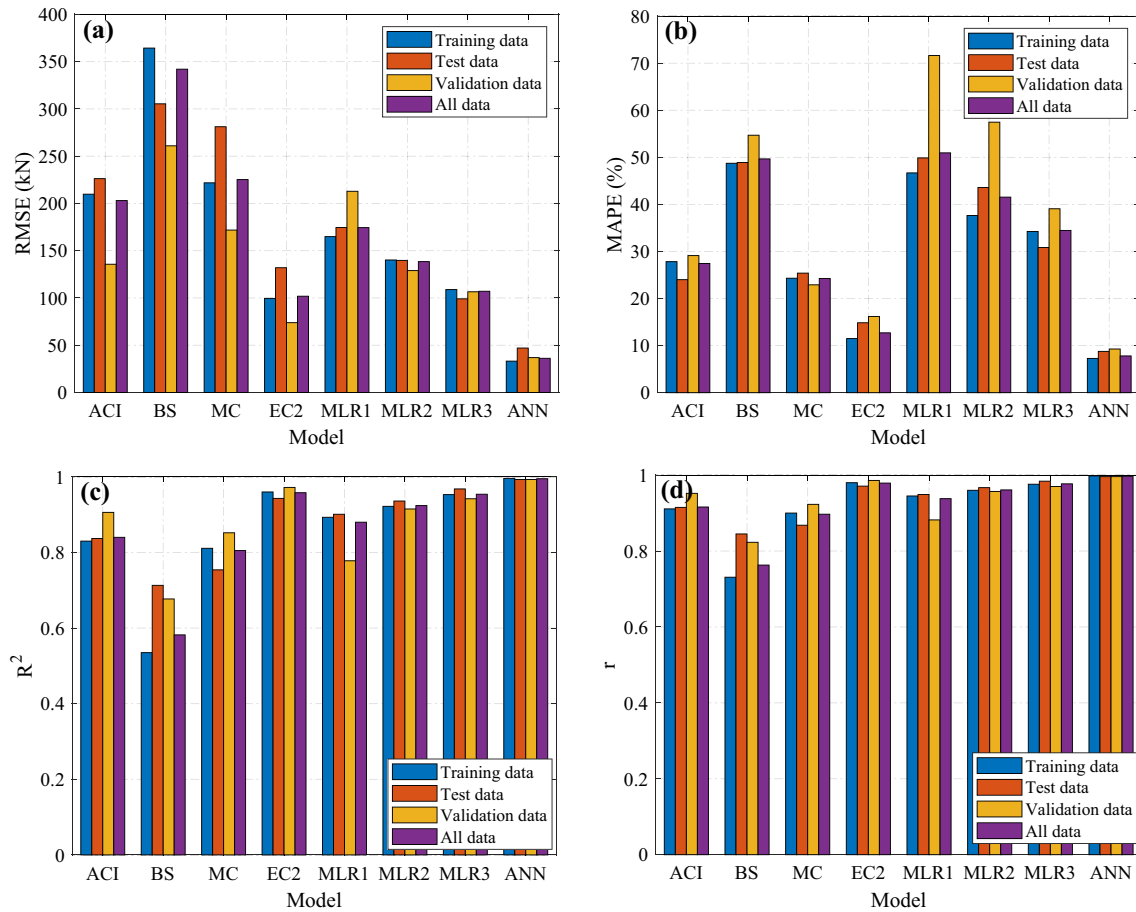 (a)
400
350
300
250
200
150
100
50
0
RMSE (kN)
Training data
Test data
Validation data
All data
ACI BS MC EC2 MLR1 MLR2 MLR3 ANN
Model
(b)
80
70
60
50
40
30
20
10
0
MAPE (%)
Training data
Test data
Validation data
All data
ACI BS MC EC2 MLR1 MLR2 MLR3 ANN
Model
(c)
1
0.8
0.6
0.4
0.2
0
R²
Training data
Test data
Validation data
All data
ACI BS MC EC2 MLR1 MLR2 MLR3 ANN
Model
(d)
1
0.8
0.6
0.4
0.2
0
r
Training data
Test data
Validation data
All data
ACI BS MC EC2 MLR1 MLR2 MLR3 ANN
Model